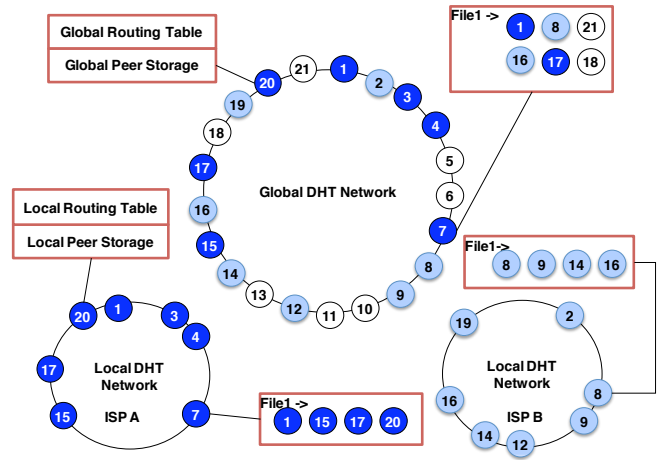 Global Routing Table
Global Peer Storage
File1 ->
1 8 21
16 17 18
20 21 1 2 3 4 5 6 7 8 9 10 11 12 13 14 15 16 17 18 19
Global DHT Network
Local Routing Table
Local Peer Storage
20 1 3 4 7 15 17
Local DHT
Network
ISP A
File1 ->
1 15 17 20
File1->
8 9 14 16
19 2 8 9 12 14 16
Local DHT
Network
ISP B